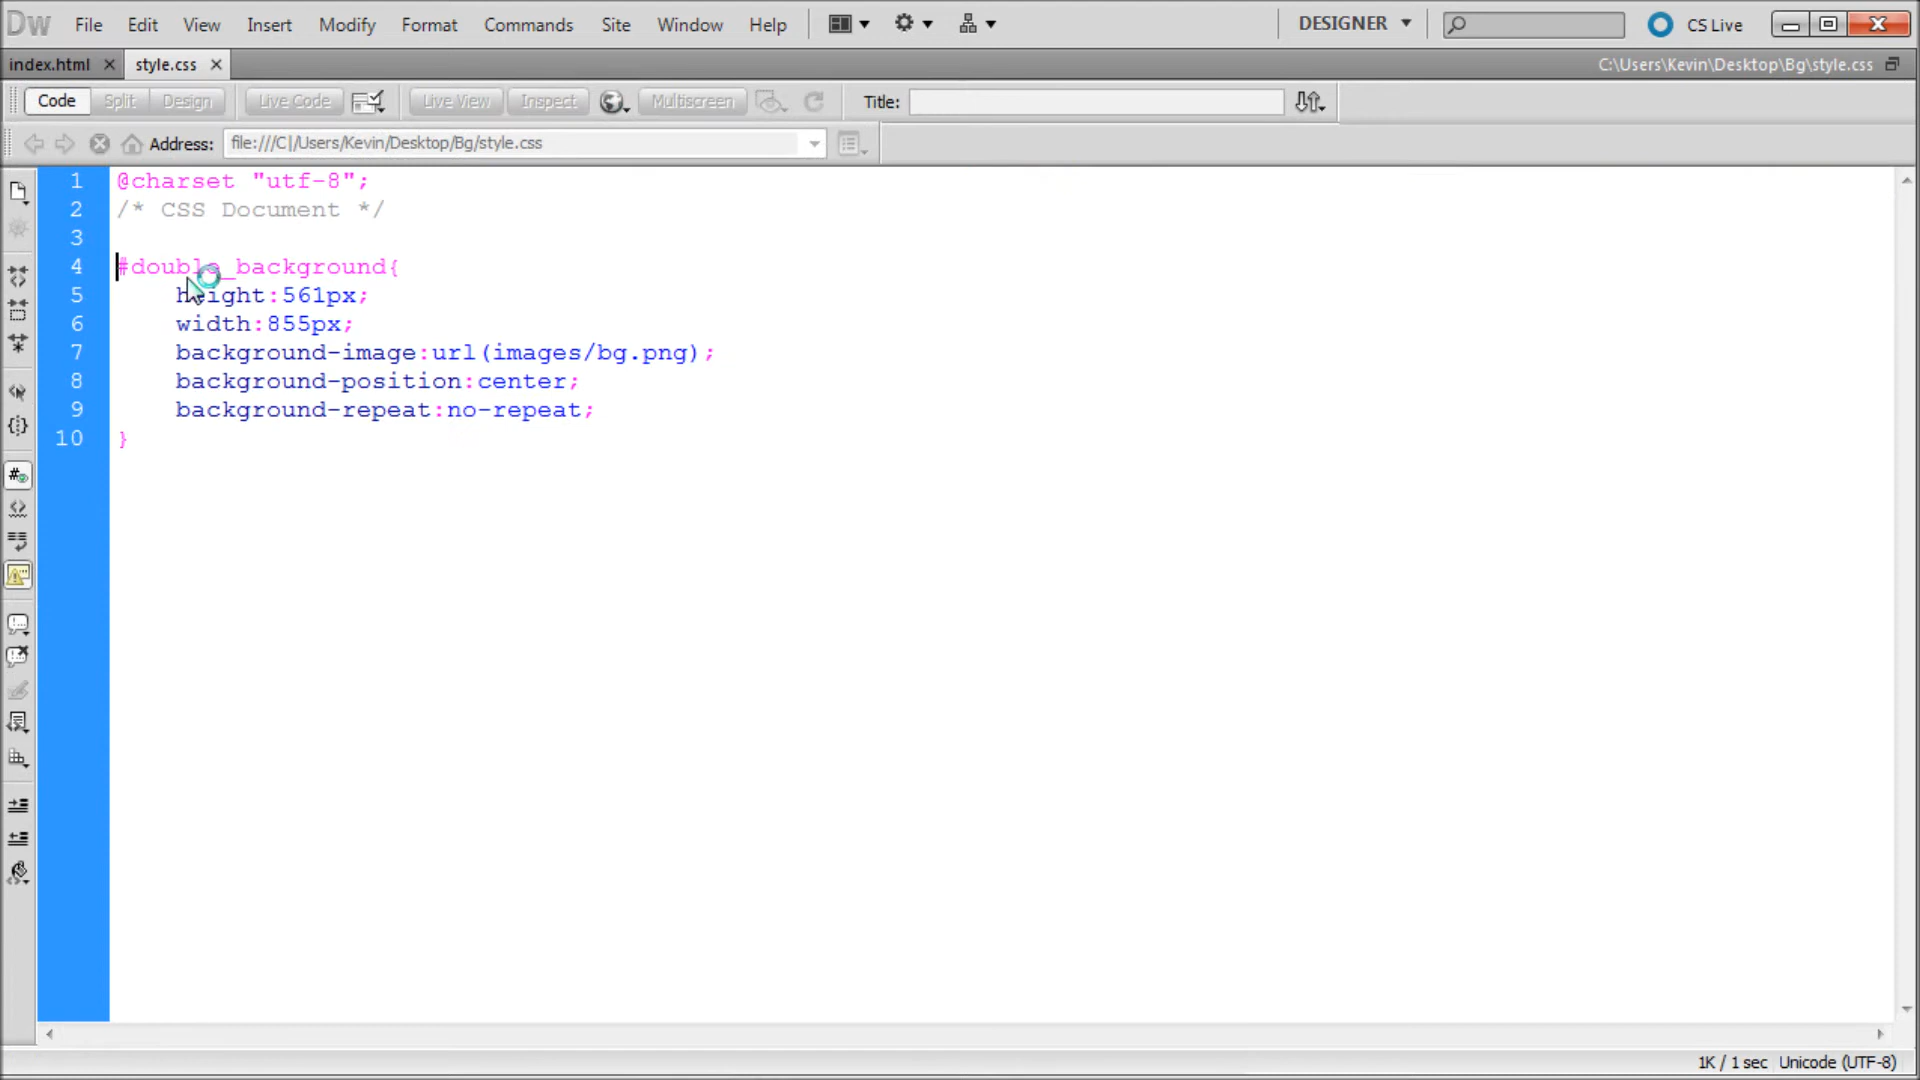 Dw File Edit View Insert Modify Format Commands Site Window Help DESIGNER CS Live
index.html style.css C:\Users\Kevin\Desktop\Bg\style.css
Code Split Design Live Code Live View Inspect Multiscreen Title:
Address: file:///C|/Users/Kevin/Desktop/Bg/style.css
1 @charset "utf-8";
2 /* CSS Document */
3
4 #double_background{
5 height:561px;
6 width:855px;
7 background-image:url(images/bg.png);
8 background-position:center;
9 background-repeat:no-repeat;
10 }
1K / 1 sec Unicode (UTF-8)